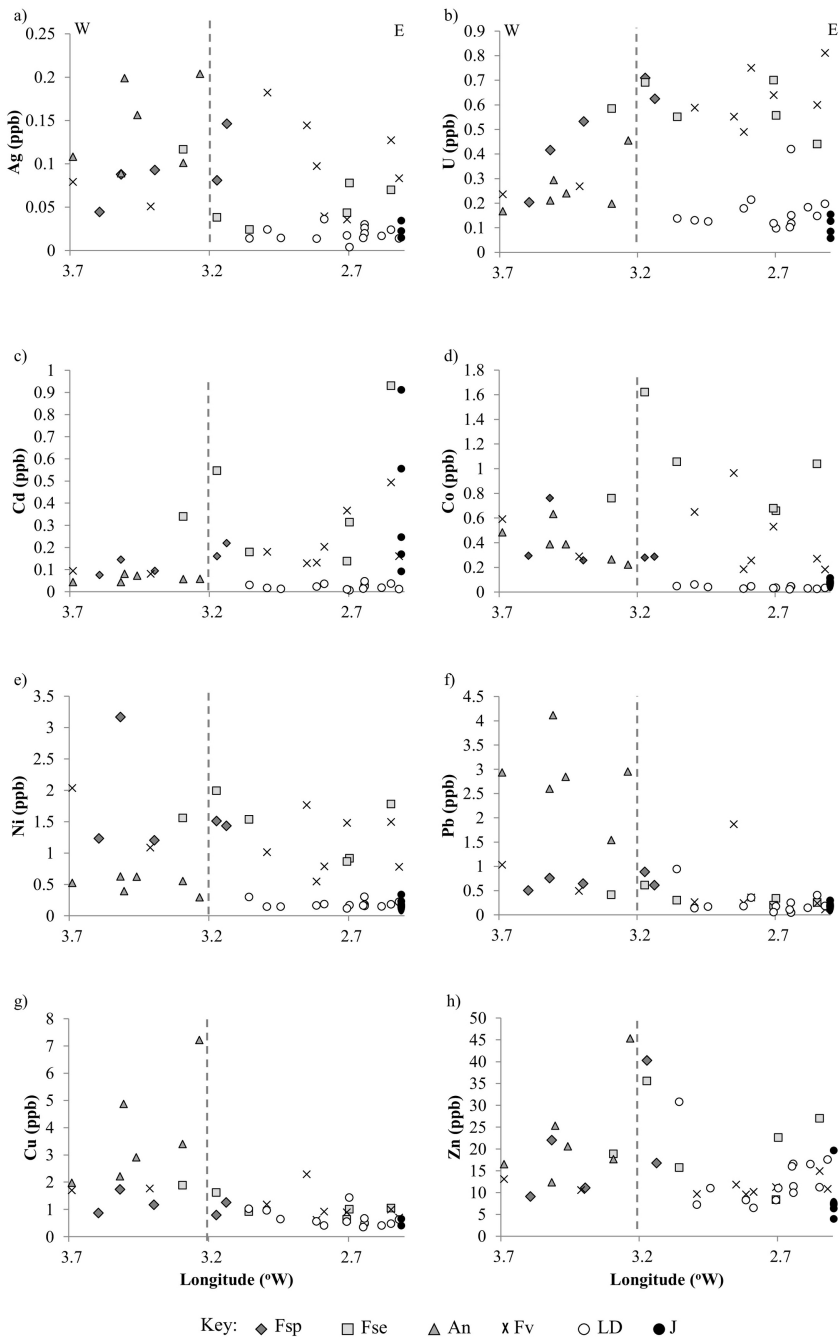 a)
W
E
0.25
0.2
0.15
0.1
0.05
0
Ag (ppb)
3.7 3.2 2.7
b)
W
E
0.9
0.8
0.7
0.6
0.5
0.4
0.3
0.2
0.1
0
U (ppb)
3.7 3.2 2.7
c)
1
0.9
0.8
0.7
0.6
0.5
0.4
0.3
0.2
0.1
0
Cd (ppb)
3.7 3.2 2.7
d)
1.8
1.6
1.4
1.2
1
0.8
0.6
0.4
0.2
0
Co (ppb)
3.7 3.2 2.7
e)
3.5
3
2.5
2
1.5
1
0.5
0
Ni (ppb)
3.7 3.2 2.7
f)
4.5
4
3.5
3
2.5
2
1.5
1
0.5
0
Pb (ppb)
3.7 3.2 2.7
g)
8
7
6
5
4
3
2
1
0
Cu (ppb)
3.7 3.2 2.7
Longitude (ºW)
h)
50
45
40
35
30
25
20
15
10
5
0
Zn (ppb)
3.7 3.2 2.7
Longitude (ºW)
Key: Fsp Fse An Fv LD J